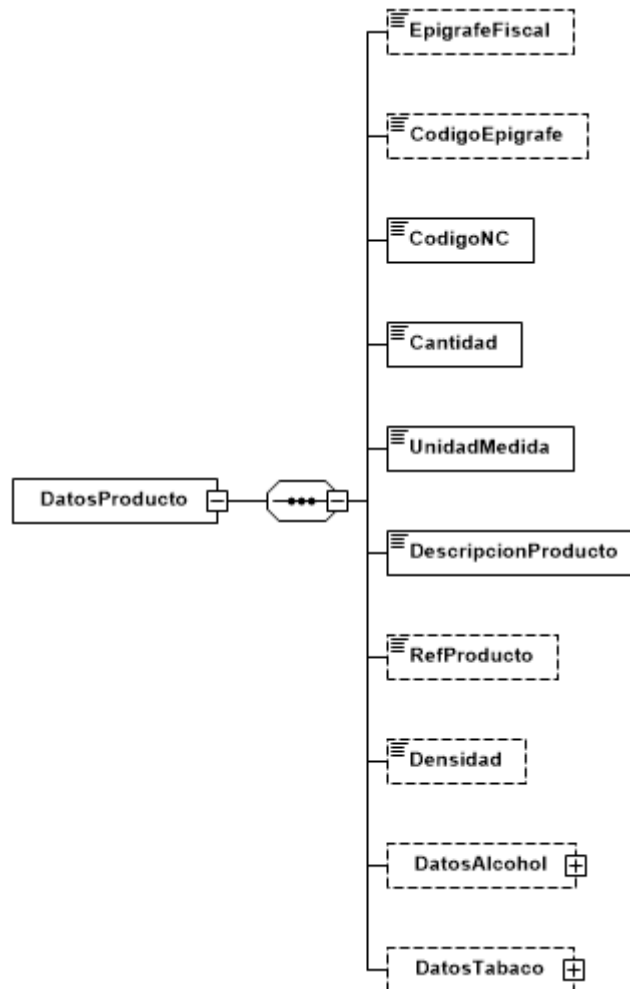 EpigrafeFiscal
CodigoEpigrafe
CodigoNC
Cantidad
UnidadMedida
DatosProducto
DescripcionProducto
RefProducto
Densidad
DatosAlcohol
DatosTabaco